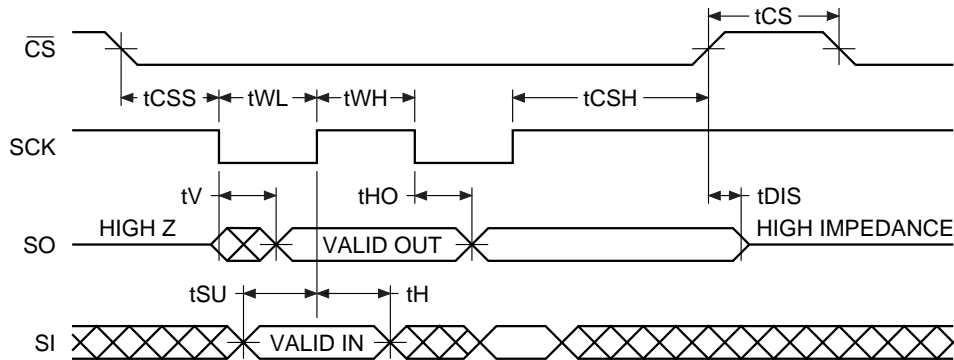 tCS
C̅S̅
tCSS tWL tWH tCSH
SCK
tV tHO tDIS
HIGH Z VALID OUT HIGH IMPEDANCE
SO
tSU tH
SI VALID IN